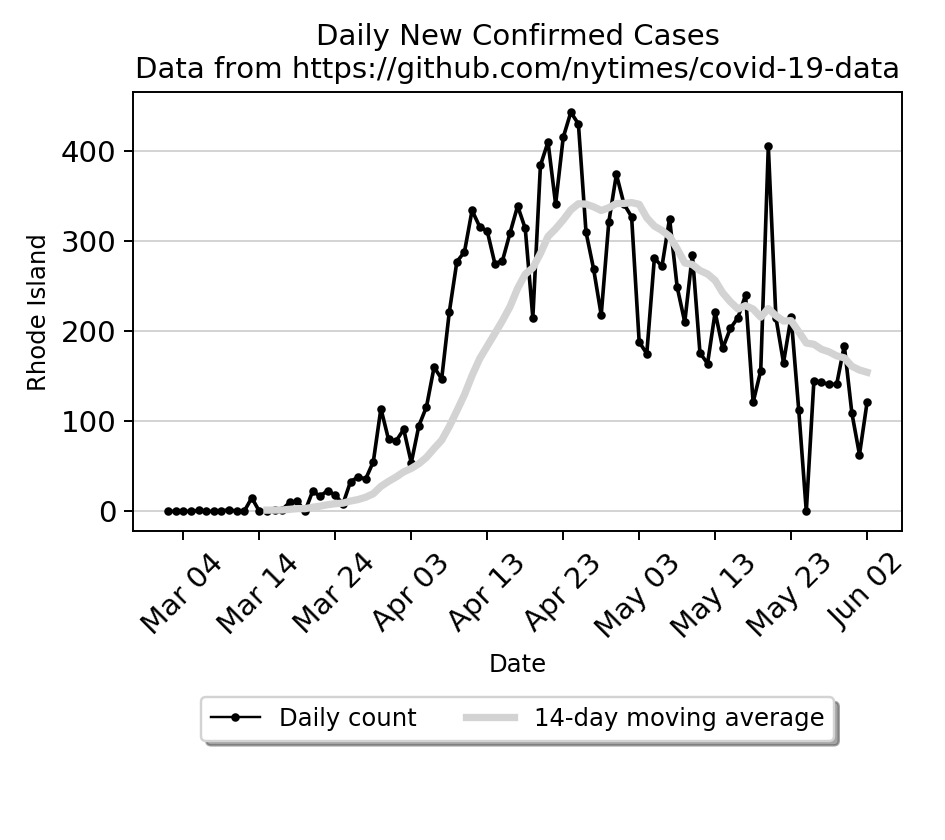 Daily New Confirmed Cases
Data from https://github.com/nytimes/covid-19-data
Rhode Island
400
300
200
100
0
Mar 04
Mar 14
Mar 24
Apr 03
Apr 13
Apr 23
May 03
May 13
May 23
Jun 02
Date
Daily count
14-day moving average